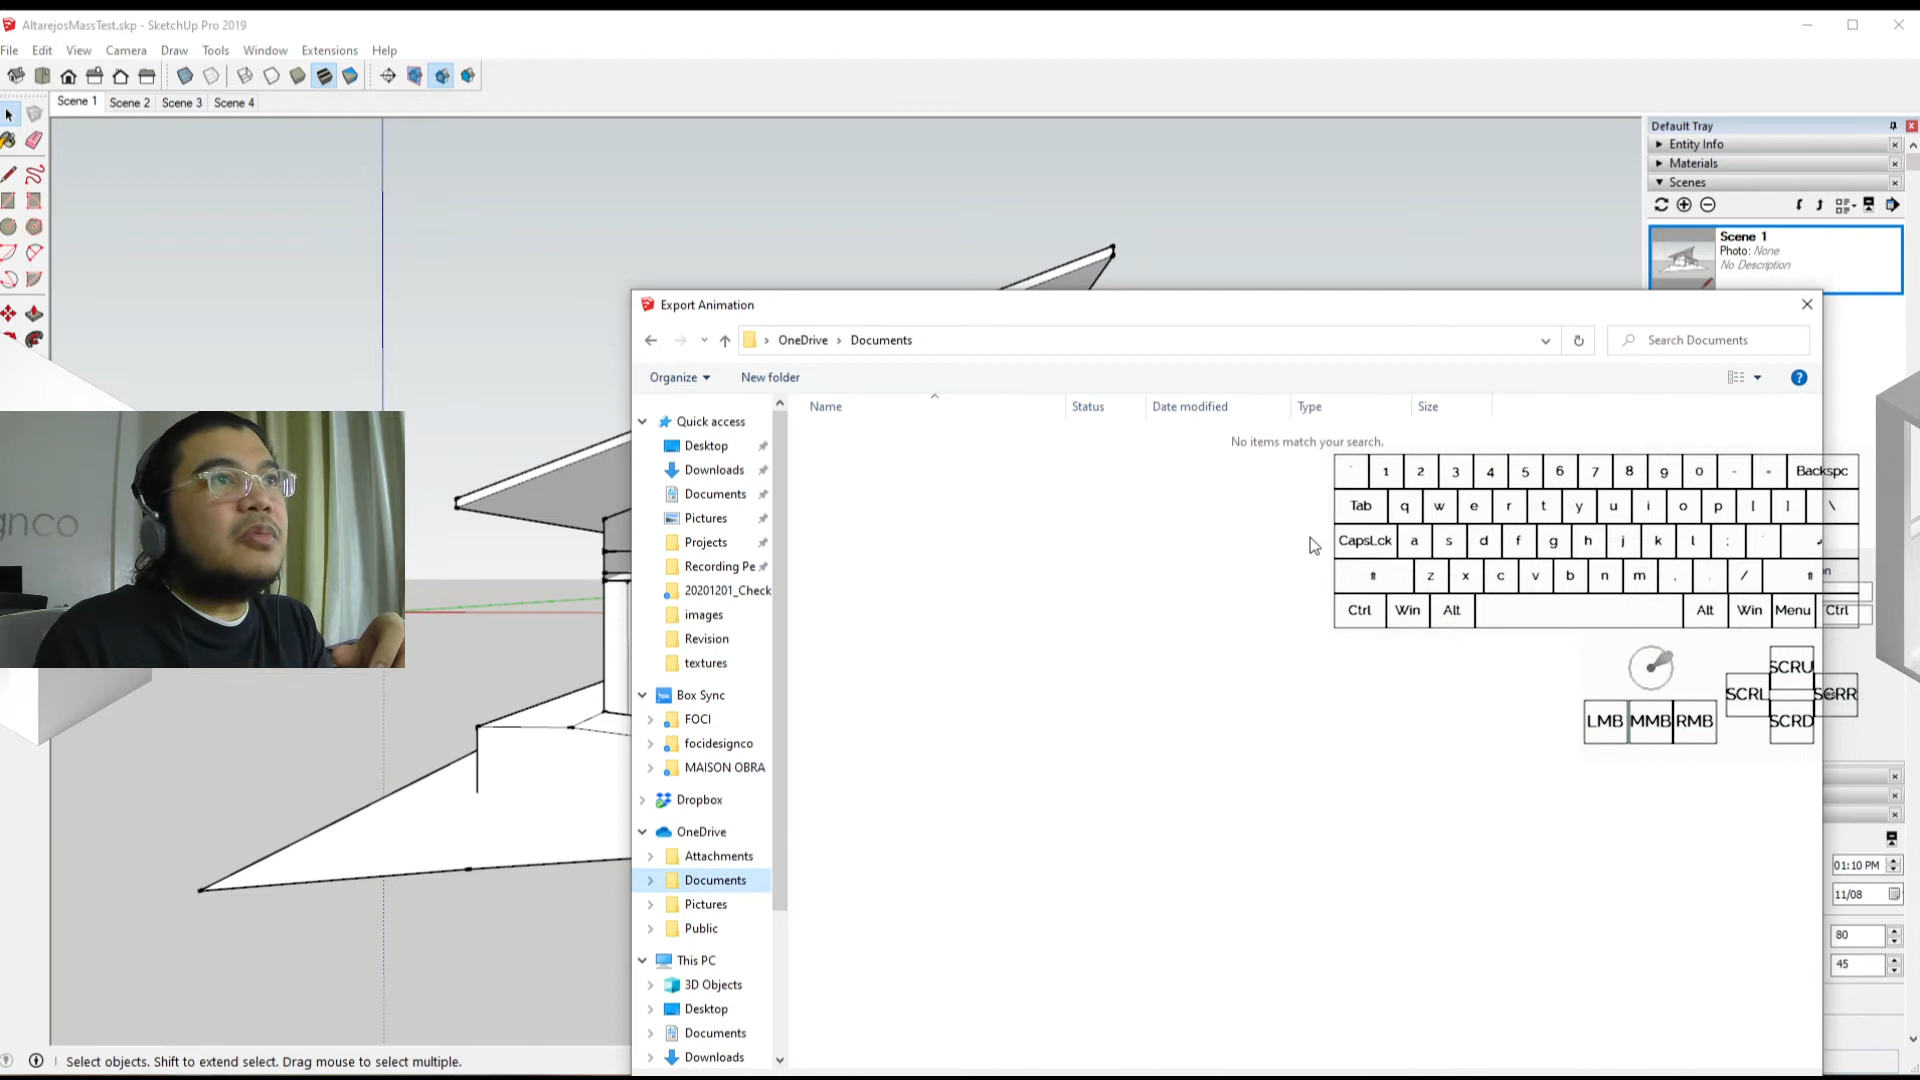 AltarejosMassTest.skp - SketchUp Pro 2019
File Edit View Camera Draw Tools Window Extensions Help
Scene 1 Scene 2 Scene 3 Scene 4
Default Tray
Entity Info
Materials
Scenes
Scene 1
Photo: None
No Description
Export Animation
OneDrive Documents
Search Documents
Organize New folder
Name Status Date modified Type Size
No items match your search.
Quick access
Desktop
Downloads
Documents
Pictures
Projects
Recording Pe
20201201_Check
images
Revision
textures
Box Sync
FOCI
focidesignco
MAISON OBRA
Dropbox
OneDrive
Attachments
Documents
Pictures
Public
This PC
3D Objects
Desktop
Documents
Downloads
gnco
` 1 2 3 4 5 6 7 8 9 0 - = Backspc
Tab q w e r t y u i o p [ ] \
CapsLck a s d f g h j k l ; '
z x c v b n m , . /
Ctrl Win Alt Alt Win Menu Ctrl
SCRU
SCRL SCRR
LMB MMB RMB SCRD
01:10 PM
11/08
80
45
Select objects. Shift to extend select. Drag mouse to select multiple.